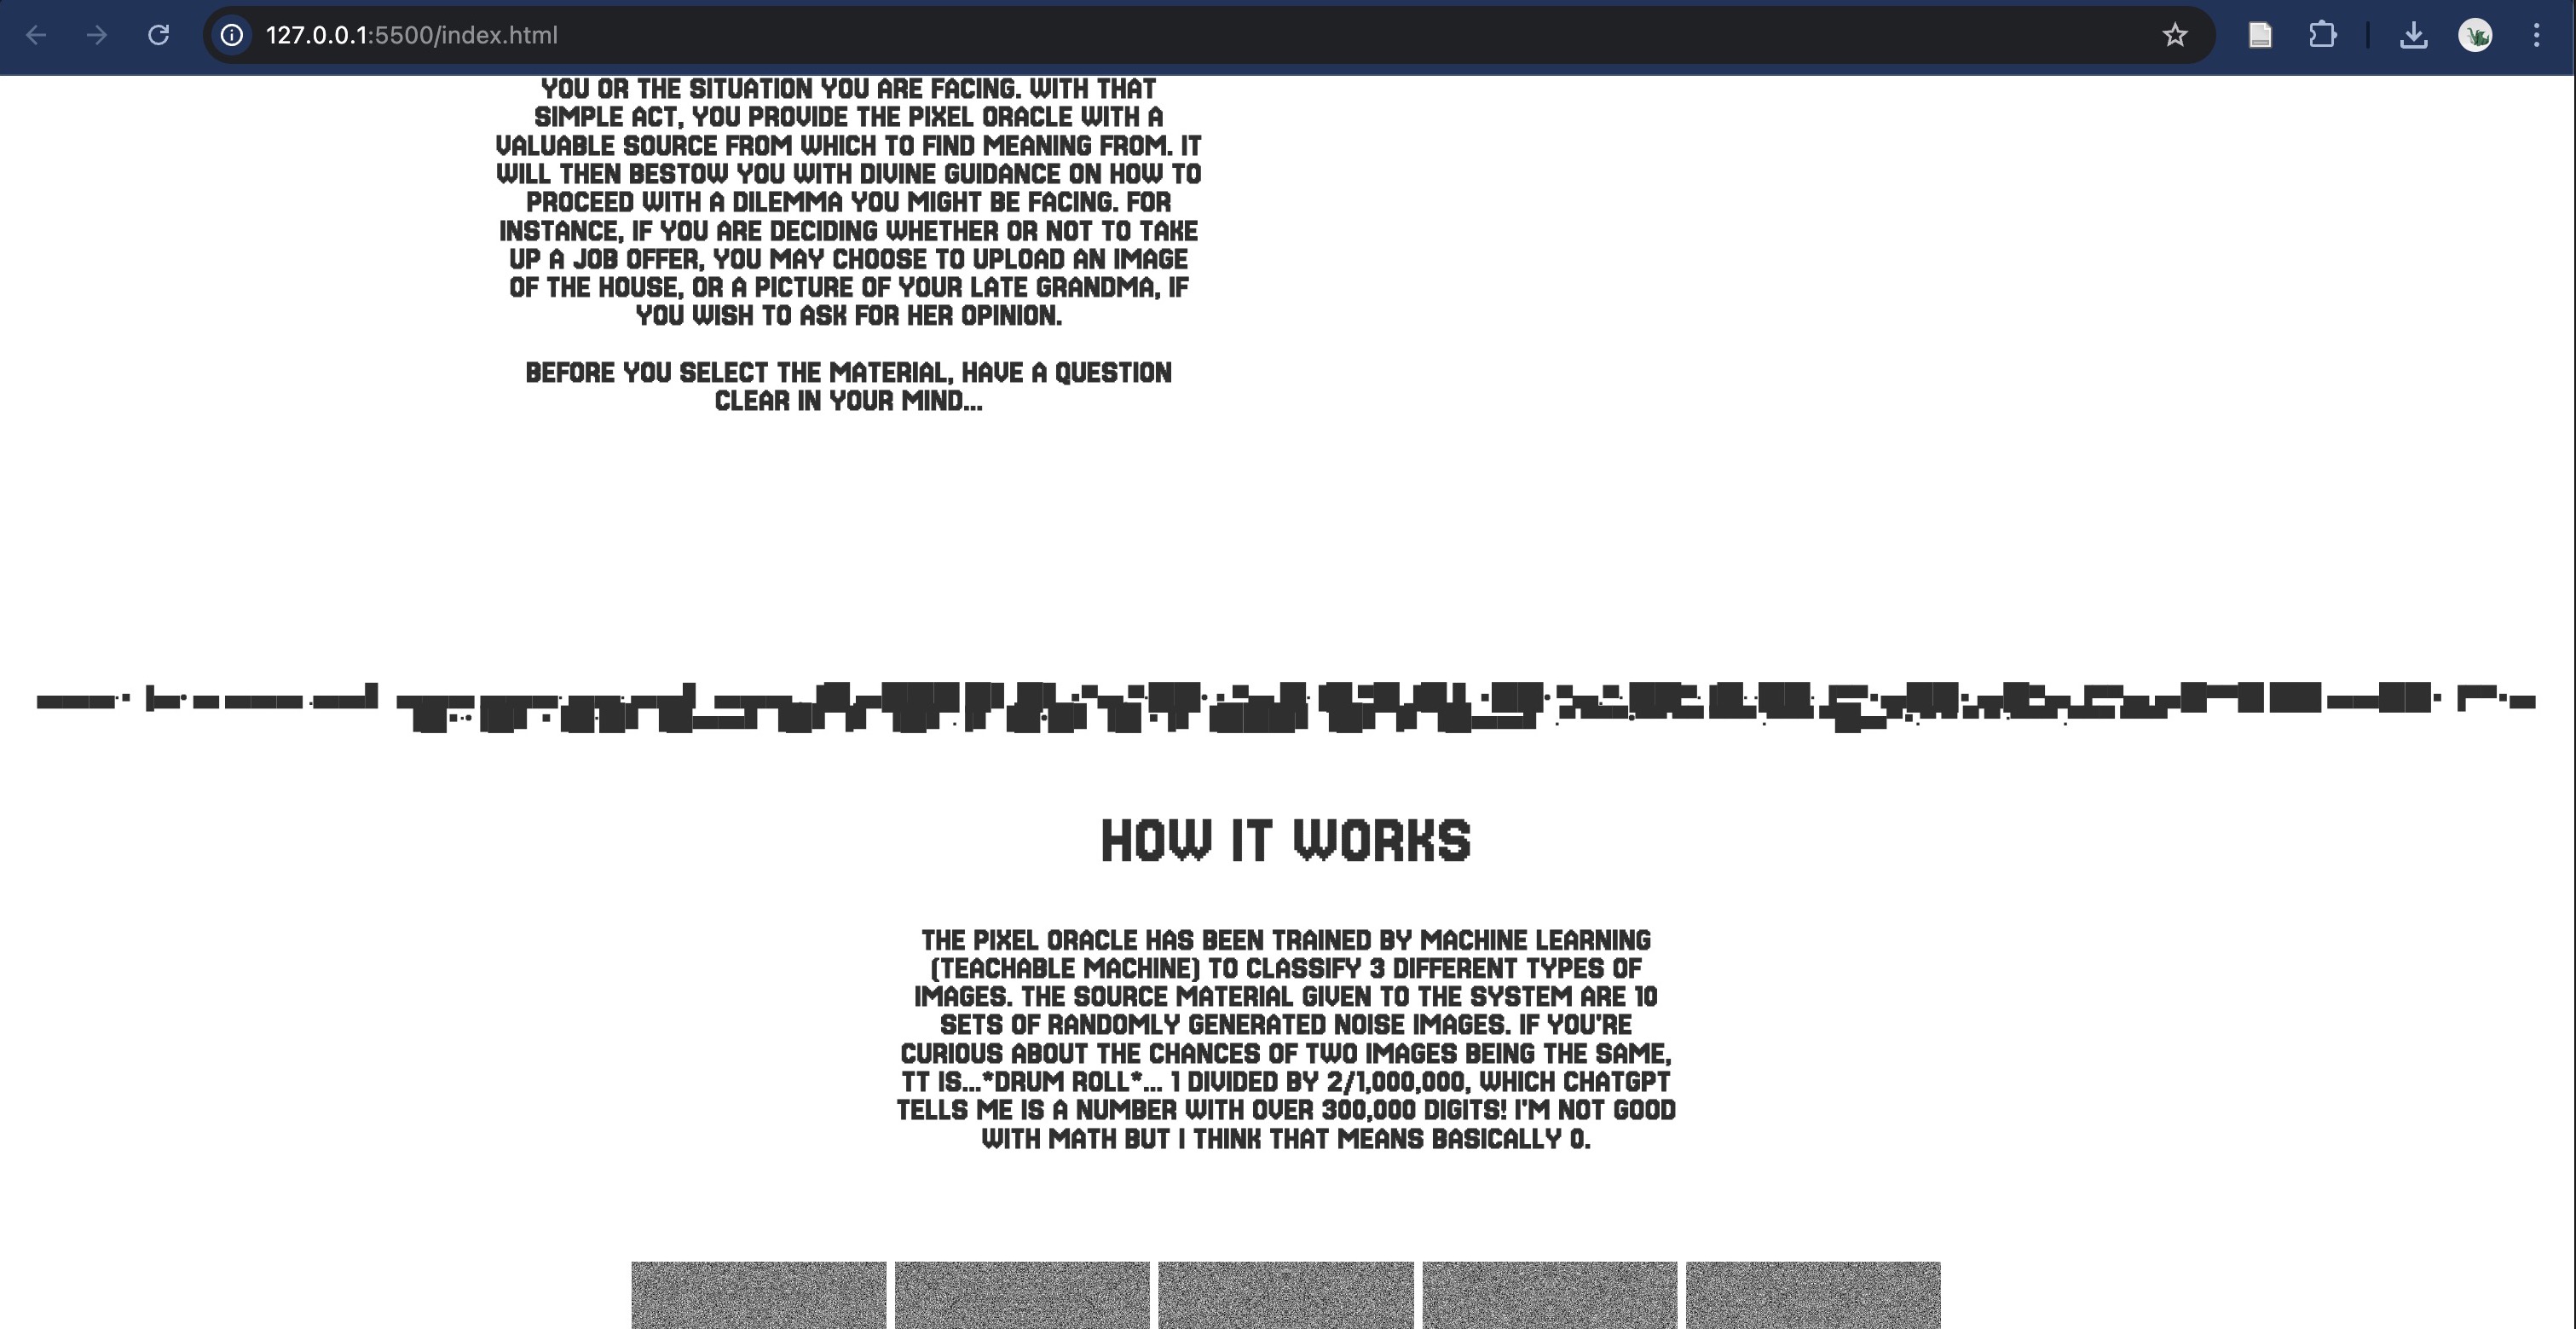 127.0.0.1:5500/index.html
YOU OR THE SITUATION YOU ARE FACING. WITH THAT
SIMPLE ACT, YOU PROVIDE THE PIXEL ORACLE WITH A
VALUABLE SOURCE FROM WHICH TO FIND MEANING FROM. IT
WILL THEN BESTOW YOU WITH DIVINE GUIDANCE ON HOW TO
PROCEED WITH A DILEMMA YOU MIGHT BE FACING. FOR
INSTANCE, IF YOU ARE DECIDING WHETHER OR NOT TO TAKE
UP A JOB OFFER, YOU MAY CHOOSE TO UPLOAD AN IMAGE
OF THE HOUSE, OR A PICTURE OF YOUR LATE GRANDMA, IF
YOU WISH TO ASK FOR HER OPINION.
BEFORE YOU SELECT THE MATERIAL, HAVE A QUESTION
CLEAR IN YOUR MIND...
HOW IT WORKS
THE PIXEL ORACLE HAS BEEN TRAINED BY MACHINE LEARNING
(TEACHABLE MACHINE) TO CLASSIFY 3 DIFFERENT TYPES OF
IMAGES. THE SOURCE MATERIAL GIVEN TO THE SYSTEM ARE 10
SETS OF RANDOMLY GENERATED NOISE IMAGES. IF YOU'RE
CURIOUS ABOUT THE CHANCES OF TWO IMAGES BEING THE SAME,
TT IS...*DRUM ROLL*... 1 DIVIDED BY 2/1,000,000, WHICH CHATGPT
TELLS ME IS A NUMBER WITH OVER 300,000 DIGITS! I'M NOT GOOD
WITH MATH BUT I THINK THAT MEANS BASICALLY 0.